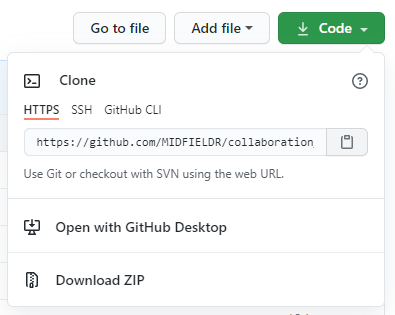 Go to file Add file Code
Clone
HTTPS SSH GitHub CLI
https://github.com/MIDFIELDR/collaboration_
Use Git or checkout with SVN using the web URL.
Open with GitHub Desktop
Download ZIP